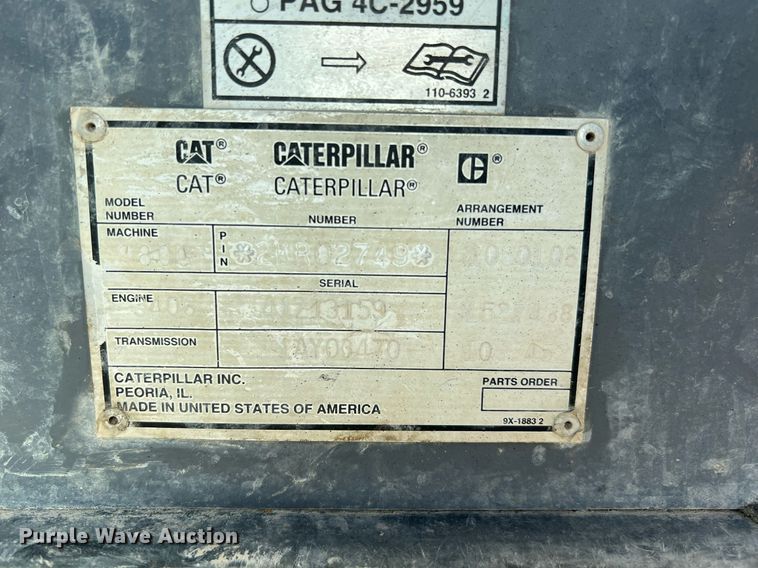 PAG 4C-2959
110-6393 2
CAT® CATERPILLAR® ®
CAT® CATERPILLAR®
MODEL NUMBER NUMBER ARRANGEMENT NUMBER
MACHINE PIN
SERIAL
ENGINE
TRANSMISSION 1AY00470
CATERPILLAR INC.
PEORIA, IL.
MADE IN UNITED STATES OF AMERICA
PARTS ORDER
9X-1883 2
Purple Wave Auction